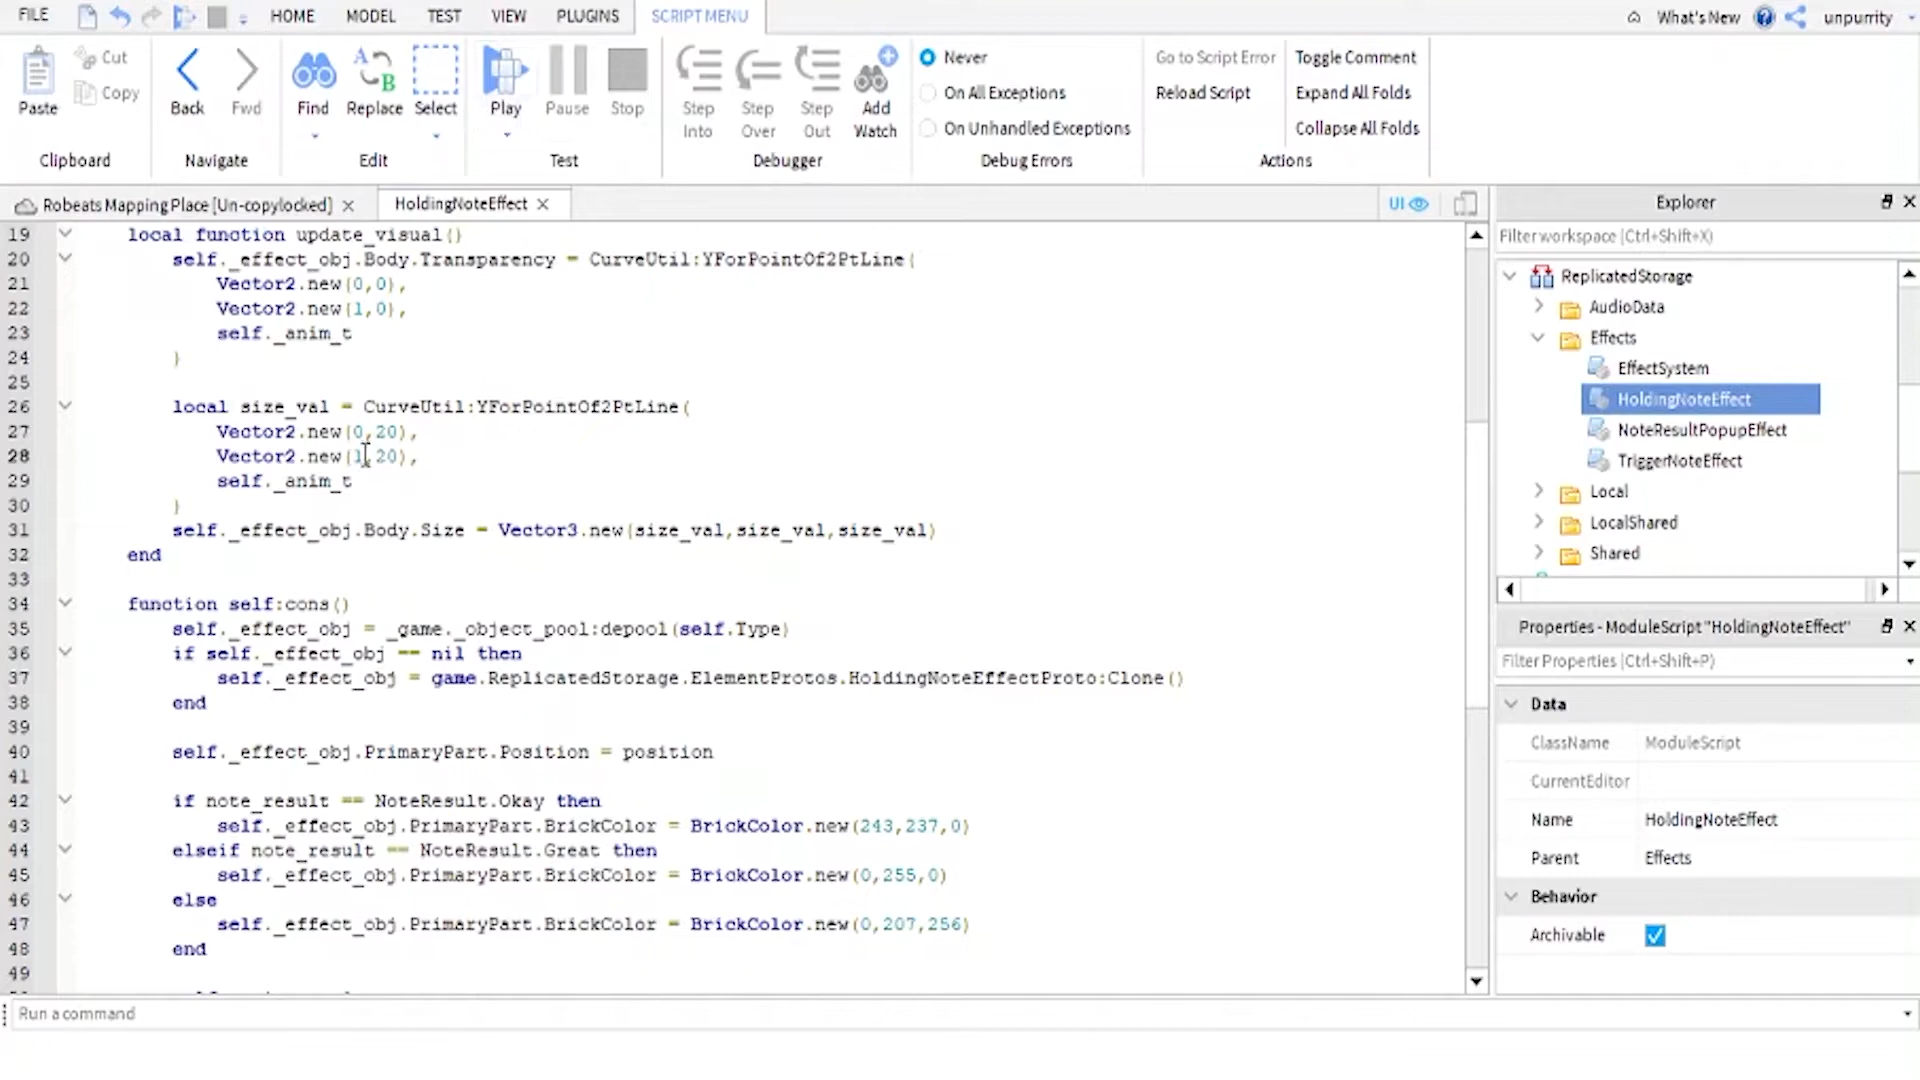 FILE HOME MODEL TEST VIEW PLUGINS SCRIPT MENU What's New unpurrity
Paste Cut Copy Back Fwd Find Replace Select Play Pause Stop Step Into Step Over Step Out Add Watch
Never
On All Exceptions
On Unhandled Exceptions
Go to Script Error
Reload Script
Toggle Comment
Expand All Folds
Collapse All Folds
Clipboard Navigate Edit Test Debugger Debug Errors Actions
Robeats Mapping Place [Un-copylocked] HoldingNoteEffect UI
19 local function update_visual()
20 self._effect_obj.Body.Transparency = CurveUtil:YForPointOf2PtLine(
21 Vector2.new(0,0),
22 Vector2.new(1,0),
23 self._anim_t
24 )
25
26 local size_val = CurveUtil:YForPointOf2PtLine(
27 Vector2.new(0,20),
28 Vector2.new(1,20),
29 self._anim_t
30 )
31 self._effect_obj.Body.Size = Vector3.new(size_val,size_val,size_val)
32 end
33
34 function self:cons()
35 self._effect_obj = _game._object_pool:depool(self.Type)
36 if self._effect_obj == nil then
37 self._effect_obj = game.ReplicatedStorage.ElementProtos.HoldingNoteEffectProto:Clone()
38 end
39
40 self._effect_obj.PrimaryPart.Position = position
41
42 if note_result == NoteResult.Okay then
43 self._effect_obj.PrimaryPart.BrickColor = BrickColor.new(243,237,0)
44 elseif note_result == NoteResult.Great then
45 self._effect_obj.PrimaryPart.BrickColor = BrickColor.new(0,255,0)
46 else
47 self._effect_obj.PrimaryPart.BrickColor = BrickColor.new(0,207,256)
48 end
49
Run a command
Explorer
Filter workspace (Ctrl+Shift+X)
ReplicatedStorage
AudioData
Effects
EffectSystem
HoldingNoteEffect
NoteResultPopupEffect
TriggerNoteEffect
Local
LocalShared
Shared
Properties - ModuleScript "HoldingNoteEffect"
Filter Properties (Ctrl+Shift+P)
Data
ClassName ModuleScript
CurrentEditor
Name HoldingNoteEffect
Parent Effects
Behavior
Archivable